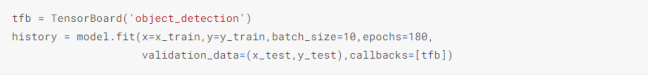 tfb = TensorBoard('object_detection')
history = model.fit(x=x_train,y=y_train,batch_size=10,epochs=180,
                    validation_data=(x_test,y_test),callbacks=[tfb])